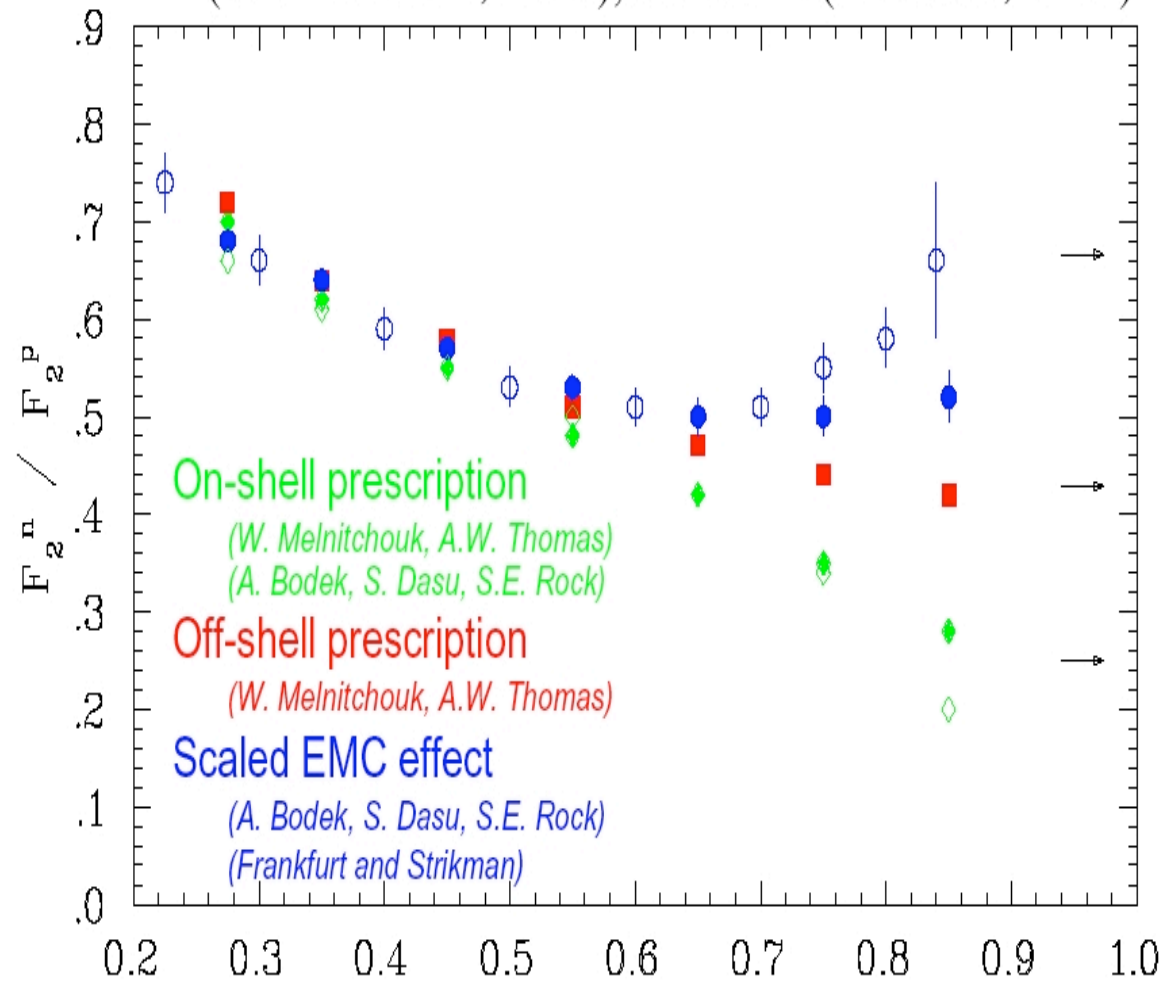 .9
.8
.7
.6
.5
.4
.3
.2
.1
.0
F₂ⁿ / F₂ᵖ
On-shell prescription
(W. Melnitchouk, A.W. Thomas)
(A. Bodek, S. Dasu, S.E. Rock)
Off-shell prescription
(W. Melnitchouk, A.W. Thomas)
Scaled EMC effect
(A. Bodek, S. Dasu, S.E. Rock)
(Frankfurt and Strikman)
0.2 0.3 0.4 0.5 0.6 0.7 0.8 0.9 1.0